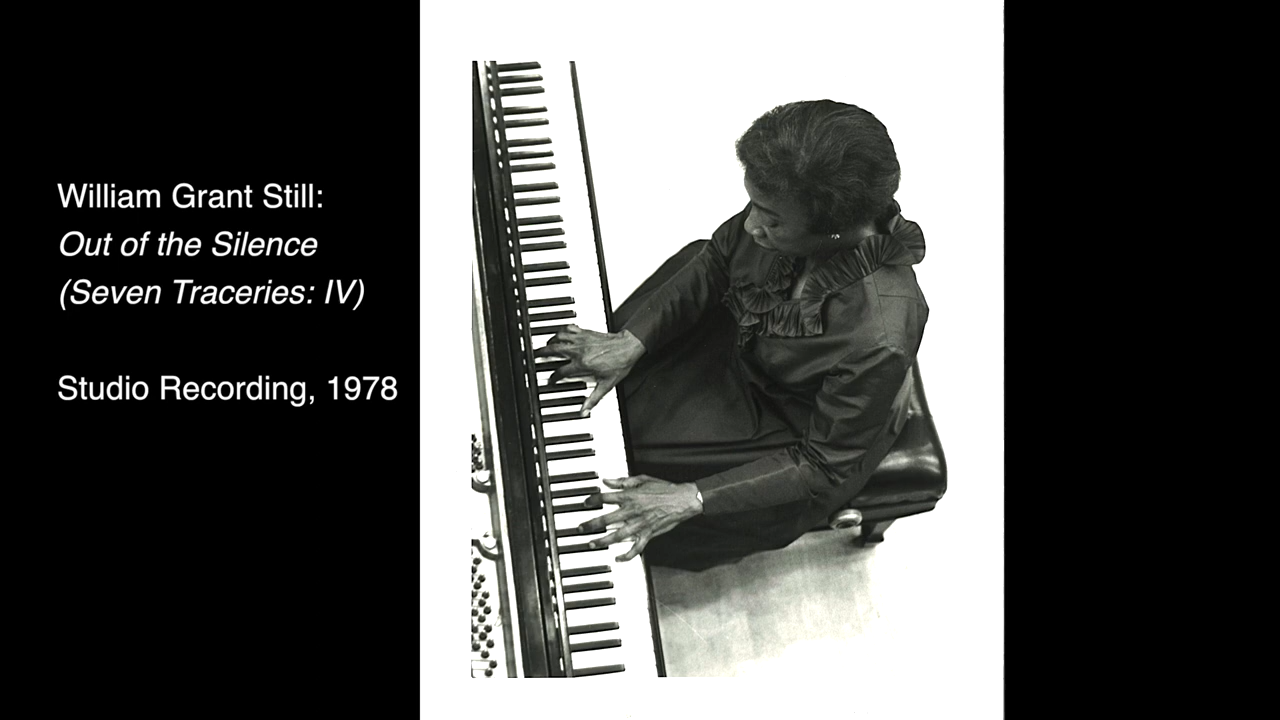 William Grant Still:
Out of the Silence
(Seven Traceries: IV)
Studio Recording, 1978